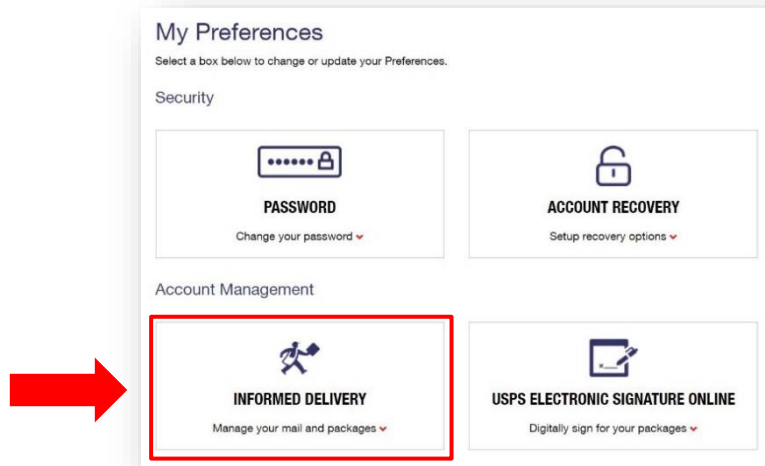 My Preferences
Select a box below to change or update your Preferences.
Security
PASSWORD
Change your password
ACCOUNT RECOVERY
Setup recovery options
Account Management
INFORMED DELIVERY
Manage your mail and packages
USPS ELECTRONIC SIGNATURE ONLINE
Digitally sign for your packages